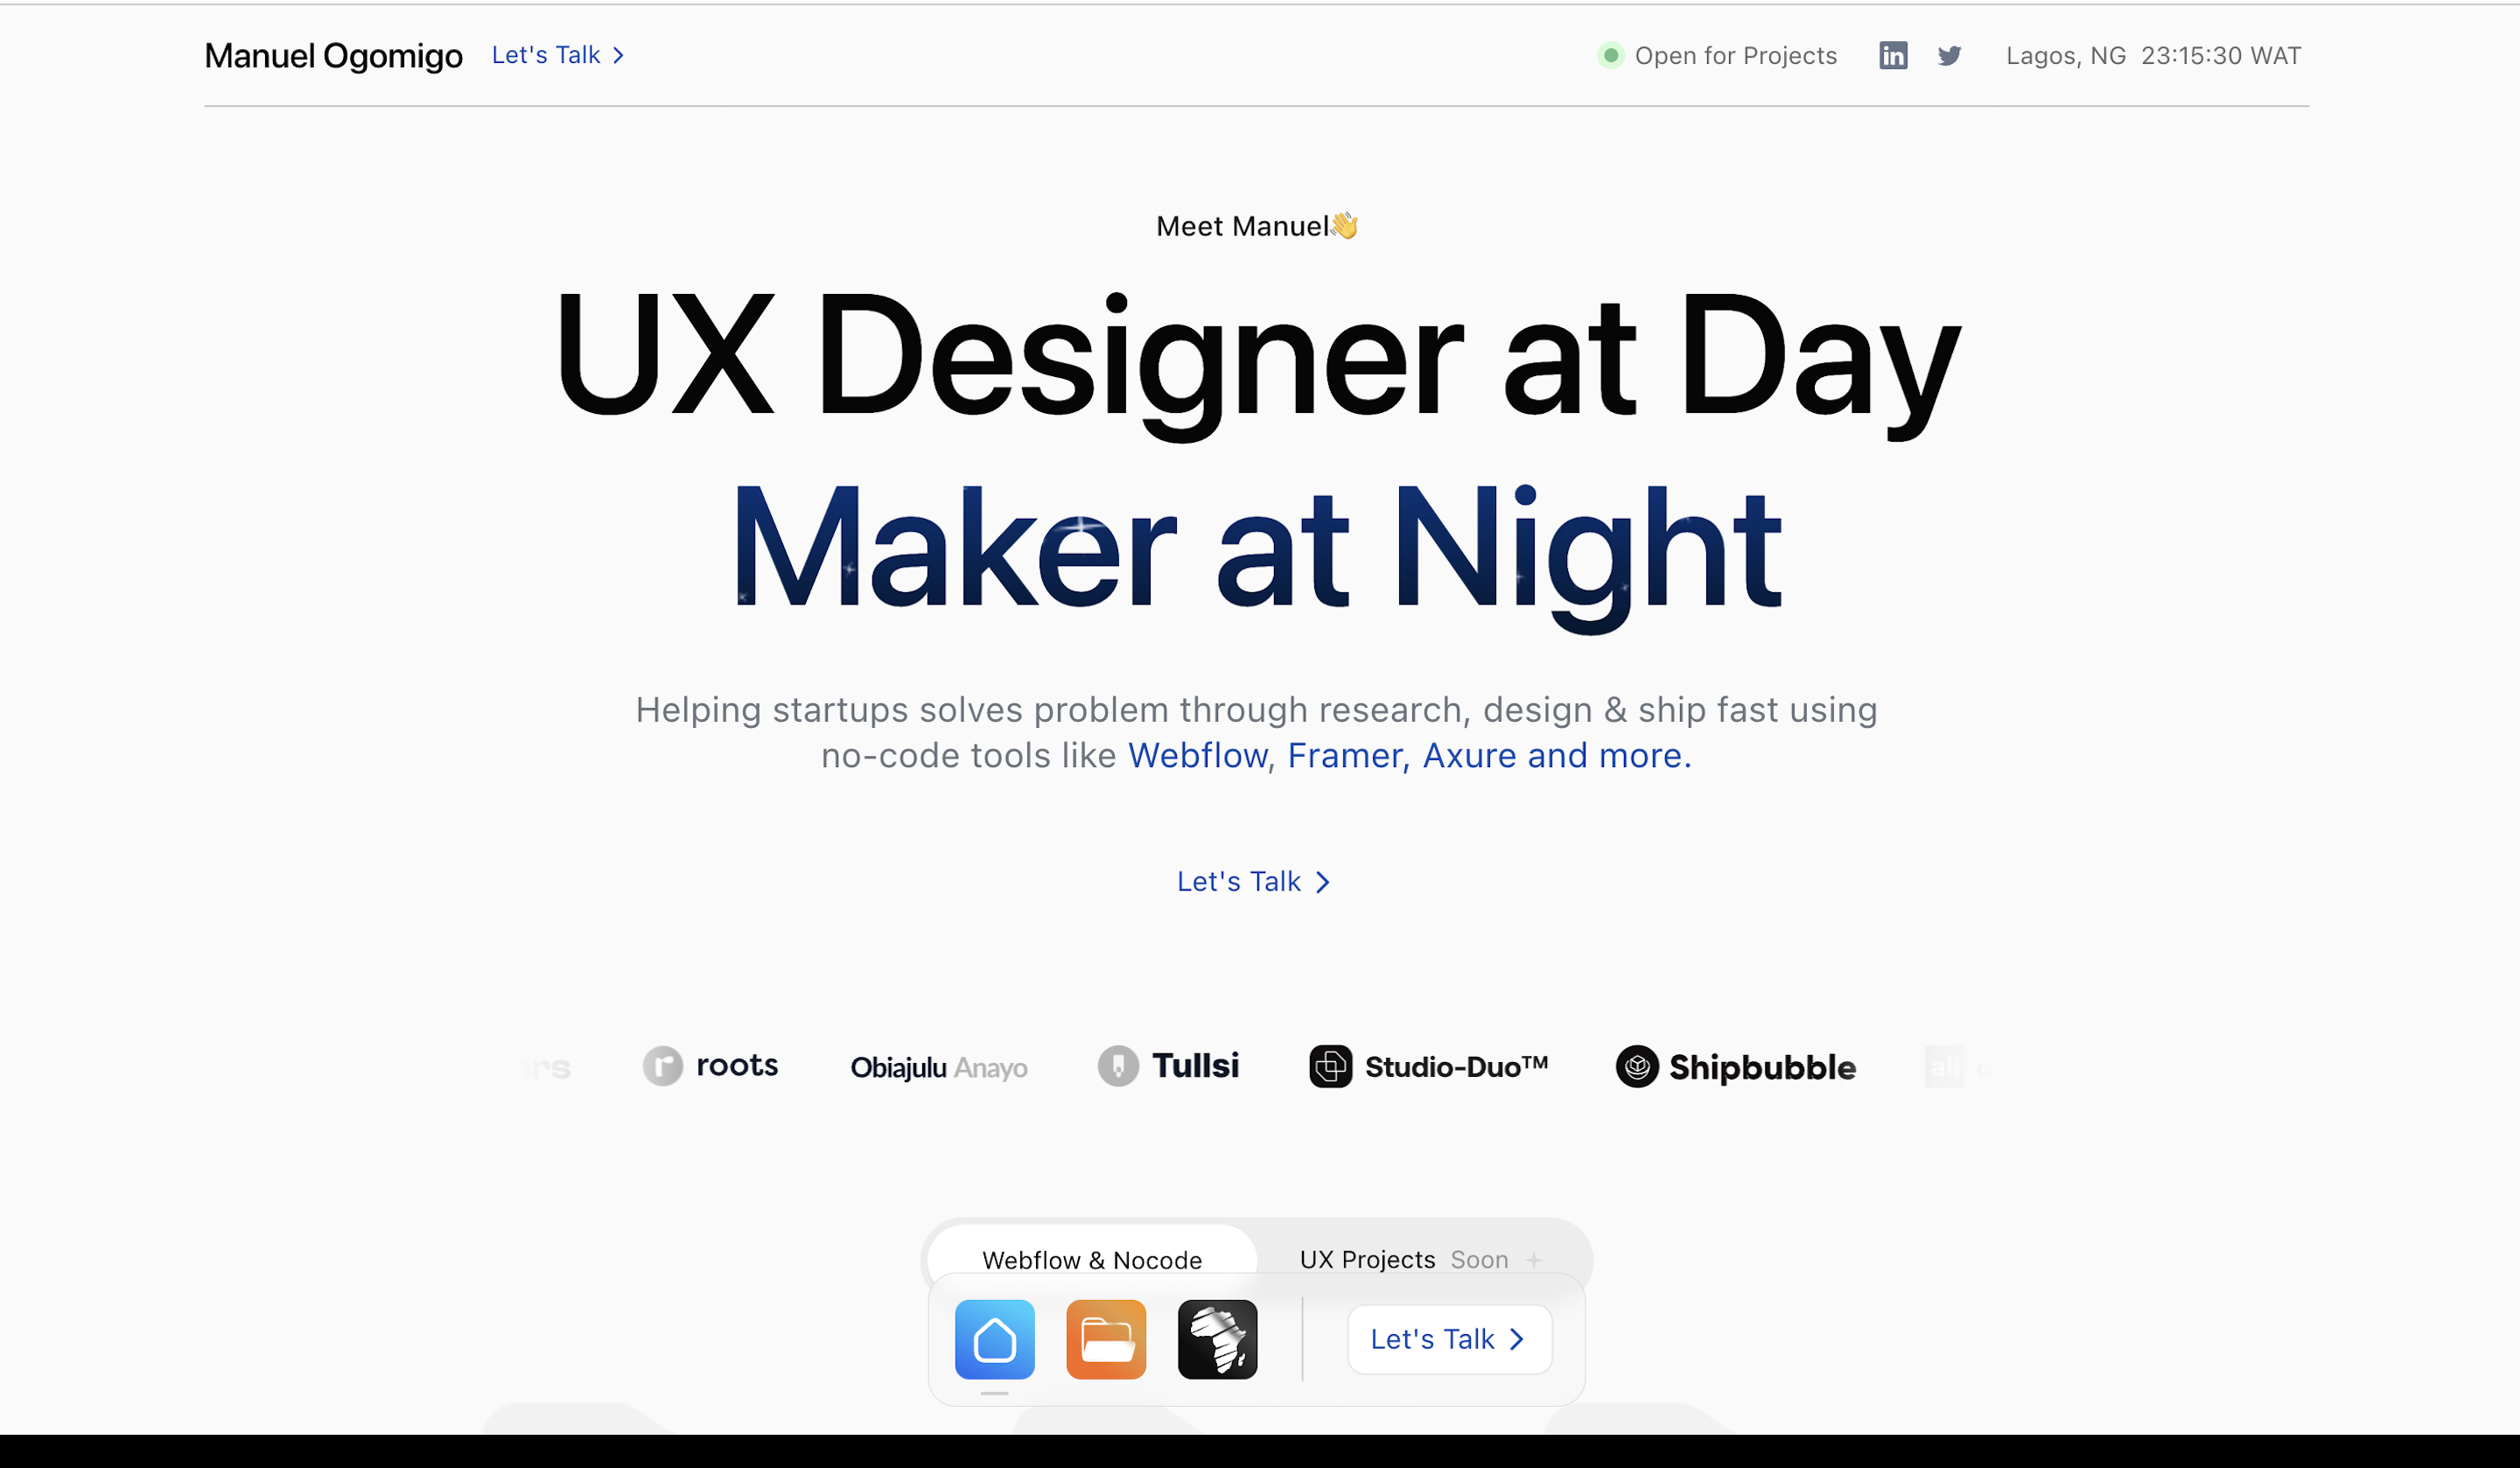 Manuel Ogomigo Let's Talk Open for Projects in Lagos, NG 23:15:30 WAT
Meet Manuel👋
UX Designer at Day
Maker at Night
Helping startups solves problem through research, design & ship fast using
no-code tools like Webflow, Framer, Axure and more.
Let's Talk
roots Obiajulu Anayo Tullsi Studio-Duo™ Shipbubble all
Webflow & Nocode UX Projects Soon
Let's Talk